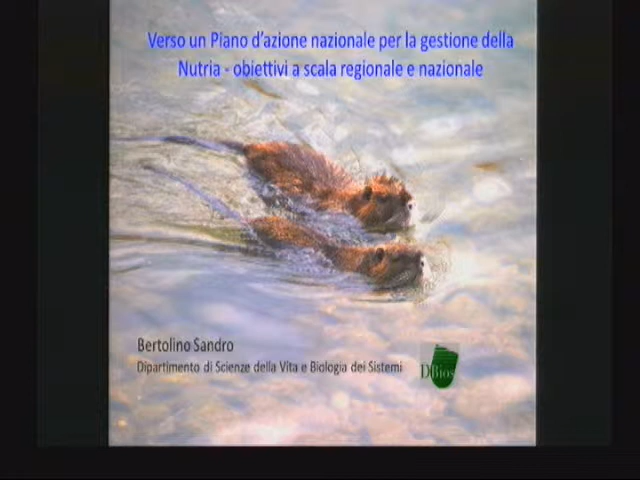 Verso un Piano d'azione nazionale per la gestione della
Nutria - obiettivi a scala regionale e nazionale
Bertolino Sandro
Dipartimento di Scienze della Vita e Biologia dei Sistemi
DBios